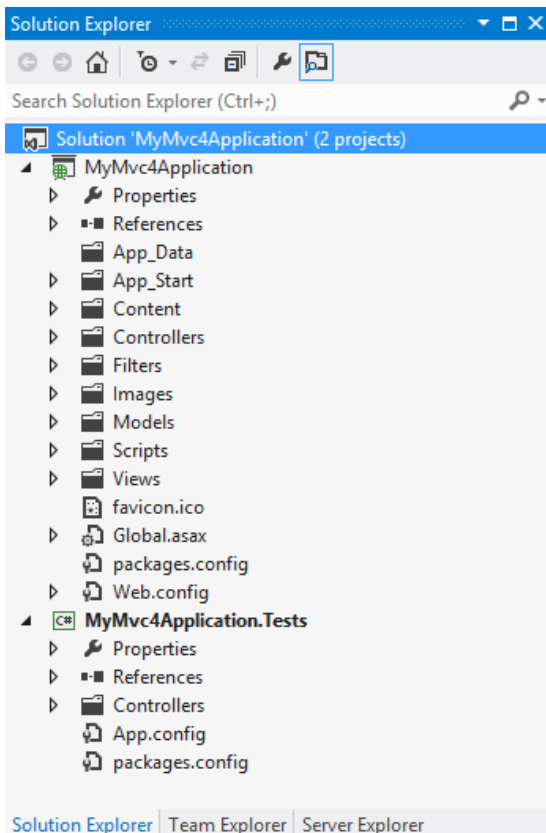 Solution Explorer
Search Solution Explorer (Ctrl+;)
Solution 'MyMvc4Application' (2 projects)
MyMvc4Application
Properties
References
App_Data
App_Start
Content
Controllers
Filters
Images
Models
Scripts
Views
favicon.ico
Global.asax
packages.config
Web.config
C# MyMvc4Application.Tests
Properties
References
Controllers
App.config
packages.config
Solution Explorer Team Explorer Server Explorer